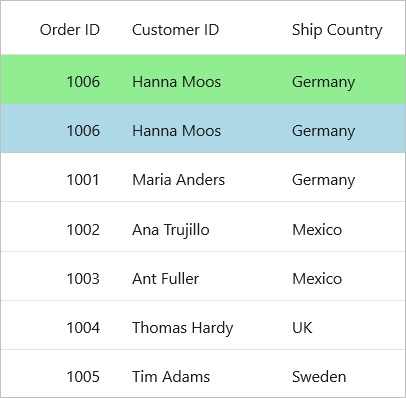 Order ID Customer ID Ship Country
1006 Hanna Moos Germany
1006 Hanna Moos Germany
1001 Maria Anders Germany
1002 Ana Trujillo Mexico
1003 Ant Fuller Mexico
1004 Thomas Hardy UK
1005 Tim Adams Sweden